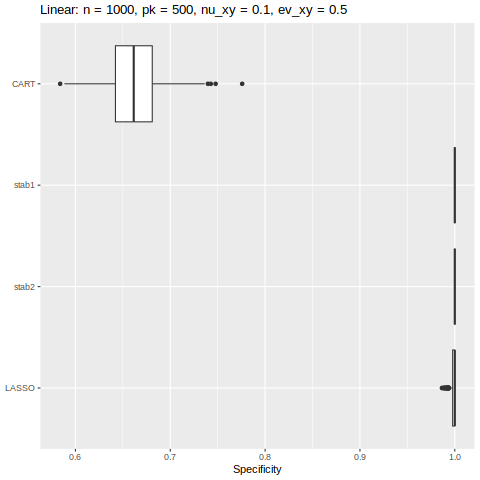 Linear: n = 1000, pk = 500, nu_xy = 0.1, ev_xy = 0.5
CART
stab1
stab2
LASSO
0.6 0.7 0.8 0.9 1.0
Specificity